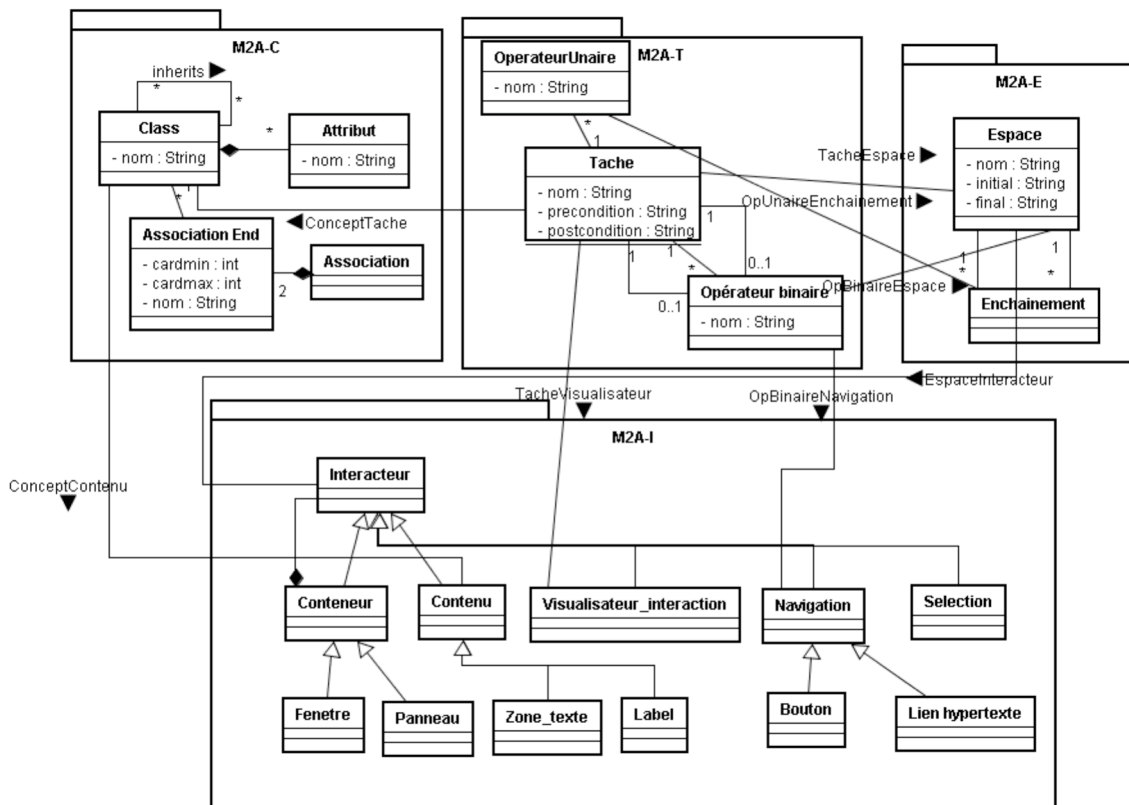 M2A-C
inherits
*
*
Class
- nom : String
*
Attribut
- nom : String
*
1
Association End
- cardmin : int
- cardmax : int
- nom : String
2
Association
ConceptTache
M2A-T
OperateurUnaire
- nom : String
*
1
Tache
- nom : String
- precondition : String
- postcondition : String
1
0..1
1
0..1
1
*
Opérateur binaire
- nom : String
M2A-E
Espace
- nom : String
- initial : String
- final : String
TacheEspace
OpUnaireEnchainement
OpBinaireEspace
1
*
1
*
Enchainement
EspaceInteracteur
TacheVisualisateur
OpBinaireNavigation
ConceptContenu
M2A-I
Interacteur
Conteneur
Contenu
Visualisateur_interaction
Navigation
Selection
Fenetre
Panneau
Zone_texte
Label
Bouton
Lien hypertexte